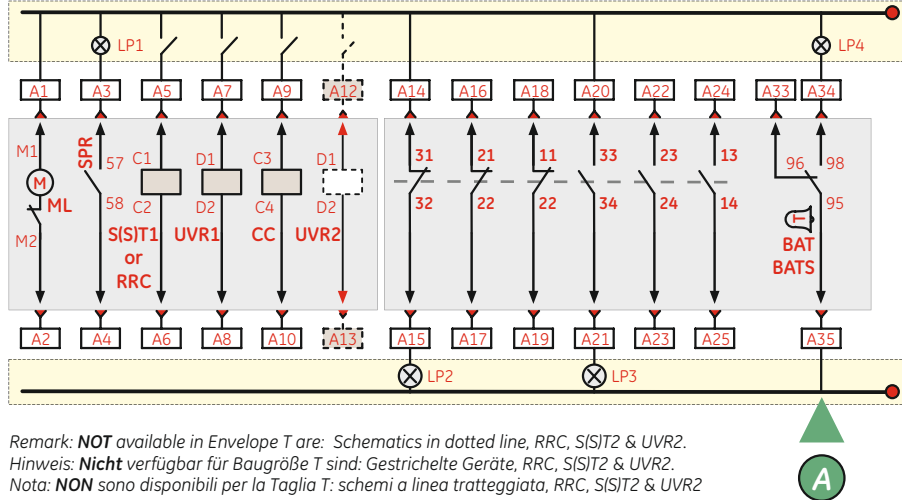 LP1 LP4
A1 A3 A5 A7 A9 A12 A14 A16 A18 A20 A22 A24 A33 A34
M1 SPR 57 C1 D1 C3 D1 31 21 11 33 23 13 96 98
M ML 58 C2 D2 C4 D2 32 22 22 34 24 14 T 95
M2 S(S)T1 UVR1 CC UVR2 BAT
or BATS
RRC
A2 A4 A6 A8 A10 A13 A15 A17 A19 A21 A23 A25 A35
LP2 LP3
Remark: NOT available in Envelope T are: Schematics in dotted line, RRC, S(S)T2 & UVR2.
Hinweis: Nicht verfügbar für Baugröße T sind: Gestrichelte Geräte, RRC, S(S)T2 & UVR2.
Nota: NON sono disponibili per la Taglia T: schemi a linea tratteggiata, RRC, S(S)T2 & UVR2
A